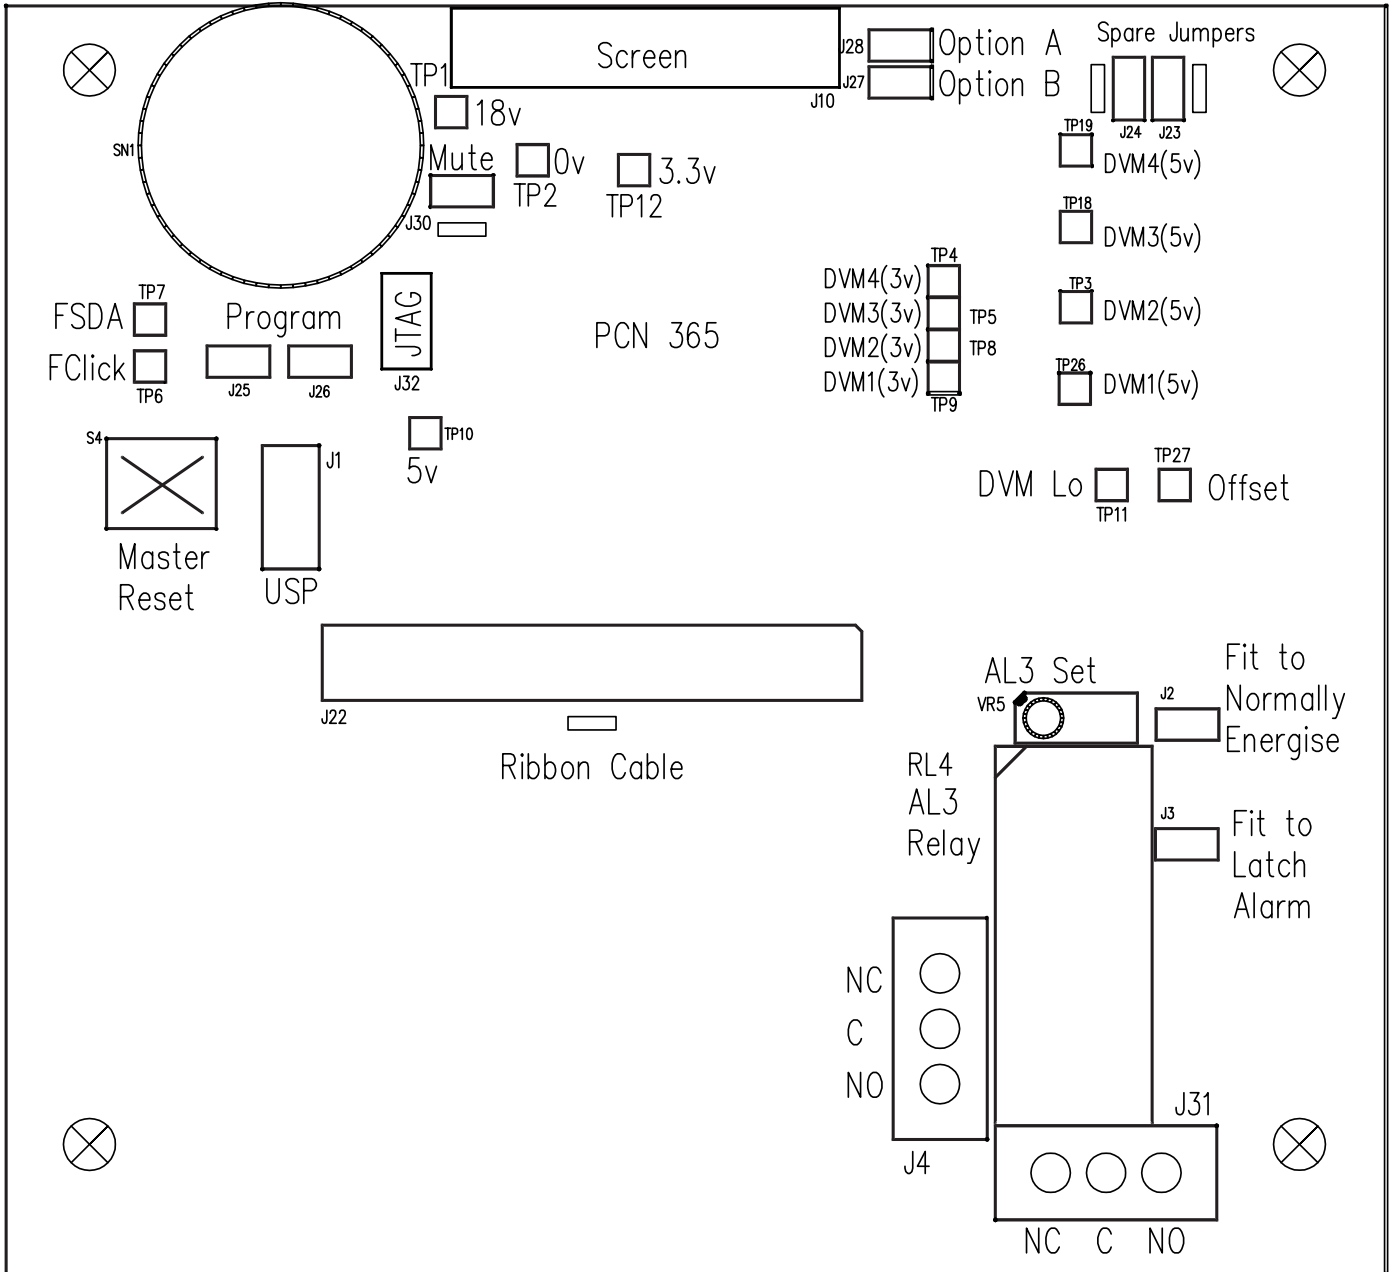 Screen
J10
J28
Option A
J27
Option B
Spare Jumpers
J24
J23
TP1
18v
SN1
Mute
J30
0v
TP2
3.3v
TP12
TP19
DVM4(5v)
TP18
DVM3(5v)
TP3
DVM2(5v)
TP26
DVM1(5v)
TP4
DVM4(3v)
DVM3(3v)
TP5
DVM2(3v)
TP8
DVM1(3v)
TP9
TP7
FSDA
FClick
TP6
Program
J25
J26
JTAG
J32
PCN 365
TP10
5v
S4
Master
Reset
J1
USP
DVM Lo
TP11
TP27
Offset
J22
Ribbon Cable
AL3 Set
VR5
J2
Fit to
Normally
Energise
RL4
AL3
Relay
J3
Fit to
Latch
Alarm
NC
C
NO
J4
J31
NC C NO